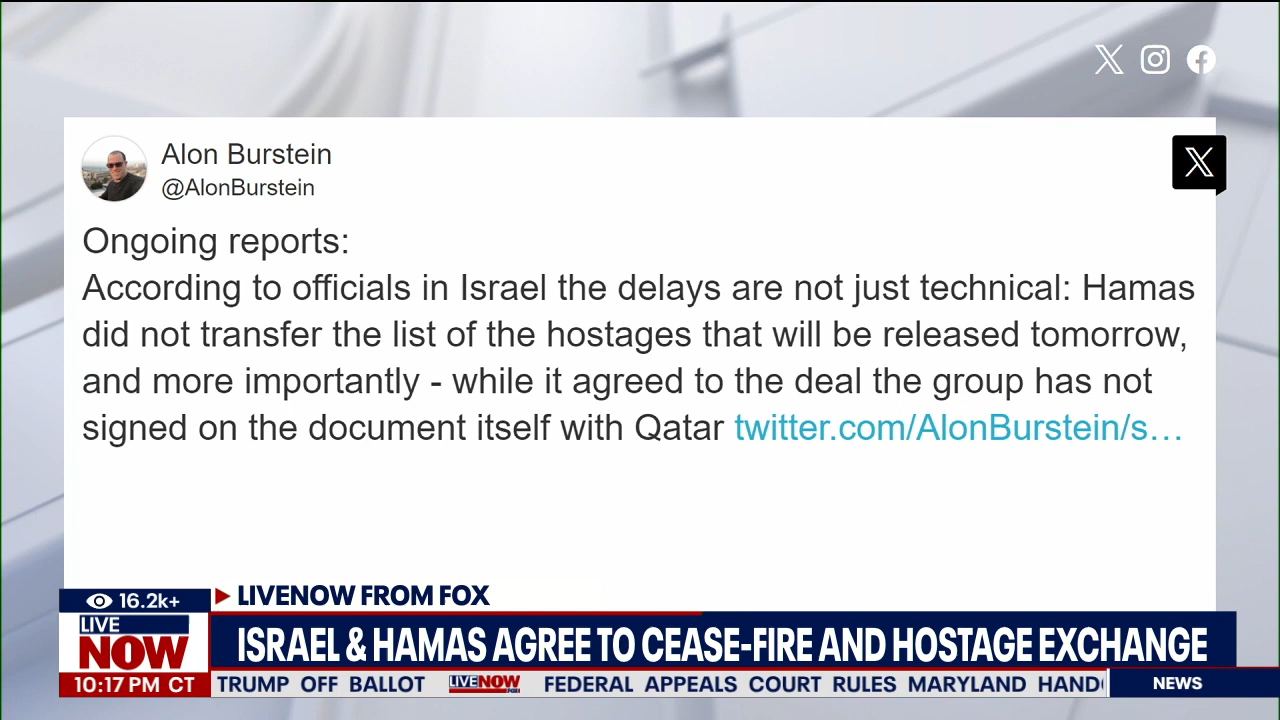 Alon Burstein
@AlonBurstein
Ongoing reports:
According to officials in Israel the delays are not just technical: Hamas
did not transfer the list of the hostages that will be released tomorrow,
and more importantly - while it agreed to the deal the group has not
signed on the document itself with Qatar twitter.com/AlonBurstein/s…
16.2k+
LIVENOW FROM FOX
LIVE
NOW
ISRAEL & HAMAS AGREE TO CEASE-FIRE AND HOSTAGE EXCHANGE
10:17 PM CT
TRUMP OFF BALLOT LIVENOW FOX FEDERAL APPEALS COURT RULES MARYLAND HAND
NEWS